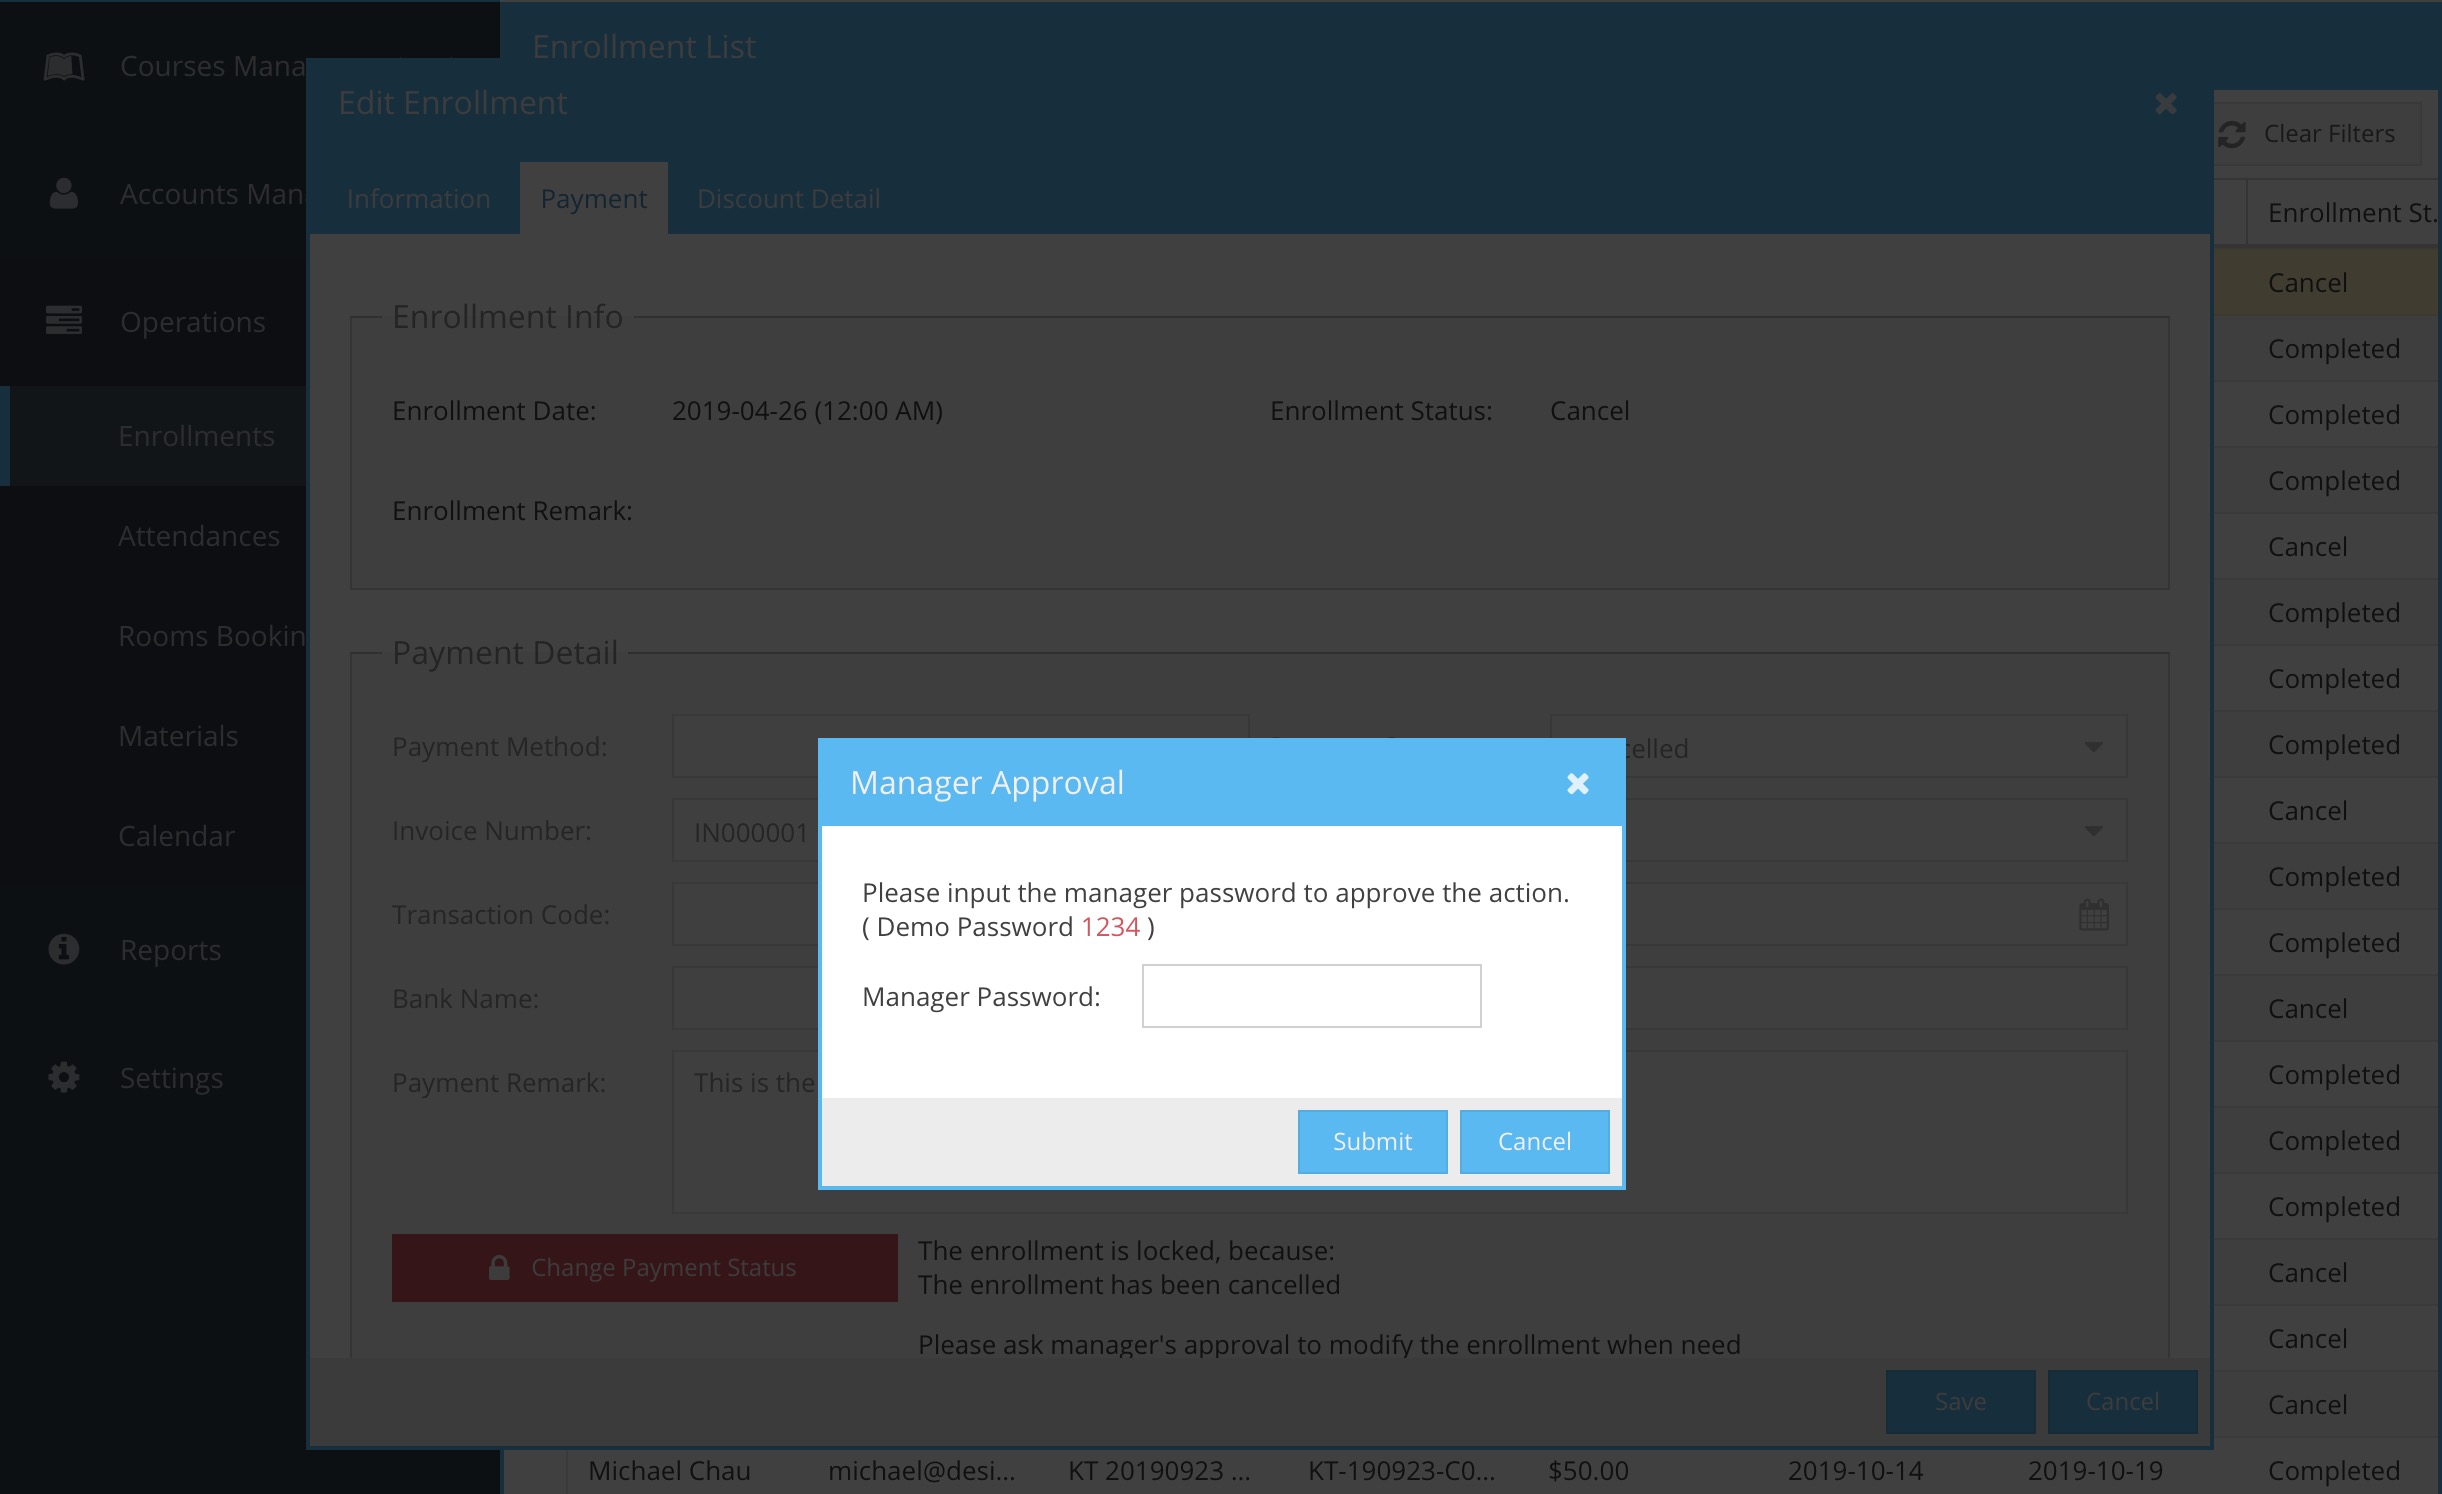 Enrollment List
Courses Mana
Edit Enrollment
Clear Filters
Accounts Man
Information
Payment
Discount Detail
Enrollment St.
Cancel
Operations
Enrollment Info
Completed
Enrollment Date: 2019-04-26 (12:00 AM)
Enrollment Status: Cancel
Completed
Enrollments
Completed
Enrollment Remark:
Attendances
Cancel
Completed
Rooms Bookin
Payment Detail
Completed
Materials
Payment Method:
celled
Completed
Manager Approval
Calendar
Invoice Number: IN000001
Cancel
Please input the manager password to approve the action.
( Demo Password 1234 )
Completed
Transaction Code:
Completed
Reports
Bank Name:
Manager Password:
Cancel
Settings
Payment Remark: This is the
Completed
Submit
Cancel
Completed
Completed
Change Payment Status
The enrollment is locked, because:
The enrollment has been cancelled
Cancel
Please ask manager's approval to modify the enrollment when need
Cancel
Save
Cancel
Cancel
Michael Chau michael@desi... KT 20190923 ... KT-190923-C0... $50.00 2019-10-14 2019-10-19 Completed